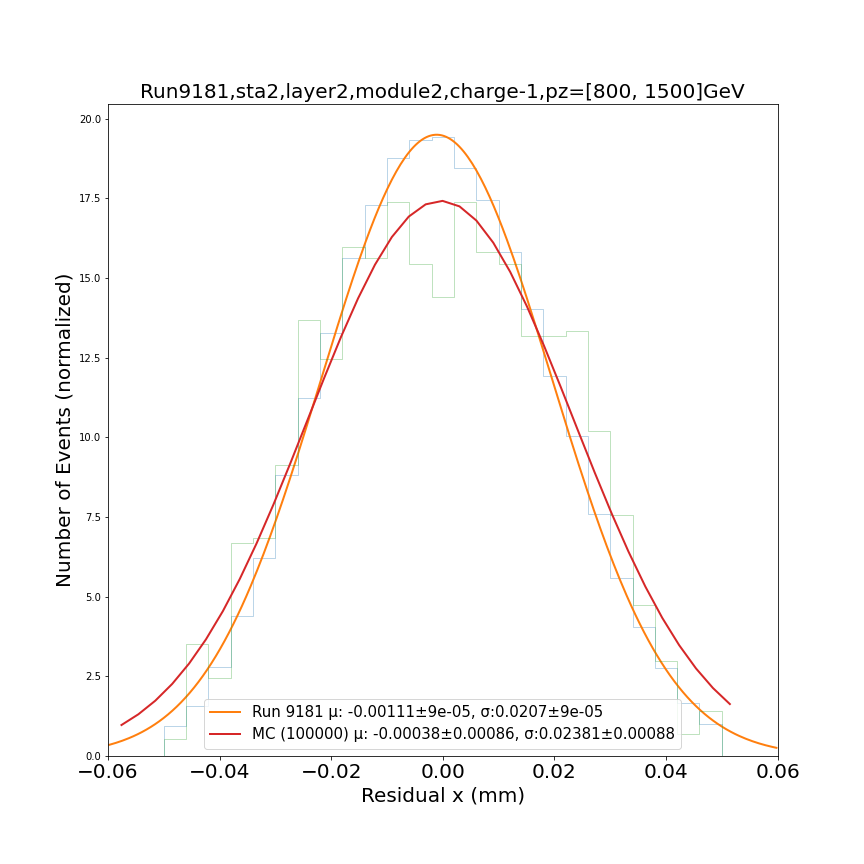 Run9181,sta2,layer2,module2,charge-1,pz=[800, 1500]GeV
20.0
17.5
15.0
12.5
10.0
7.5
5.0
2.5
0.0
Number of Events (normalized)
Run 9181 μ: -0.00111±9e-05, σ:0.0207±9e-05
MC (100000) μ: -0.00038±0.00086, σ:0.02381±0.00088
−0.06 −0.04 −0.02 0.00 0.02 0.04 0.06
Residual x (mm)